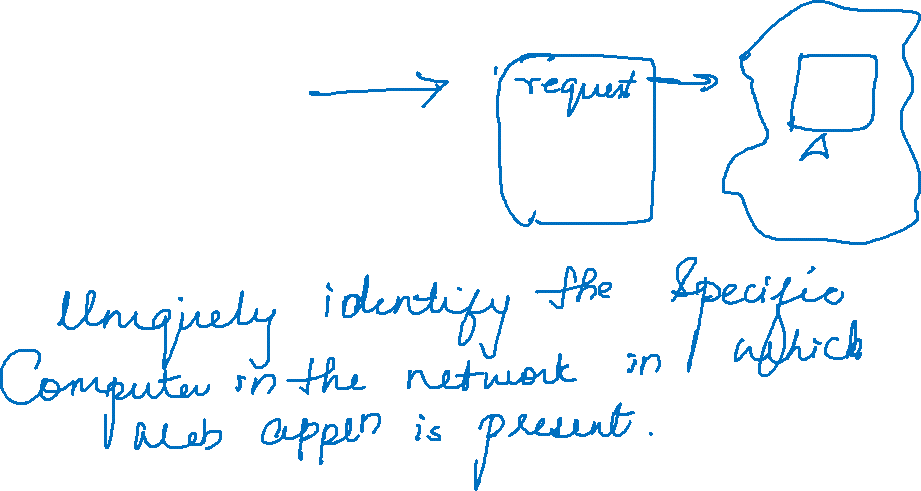 request
A
Uniquely identify the Specific
Computer in the network in which
web appln is present.